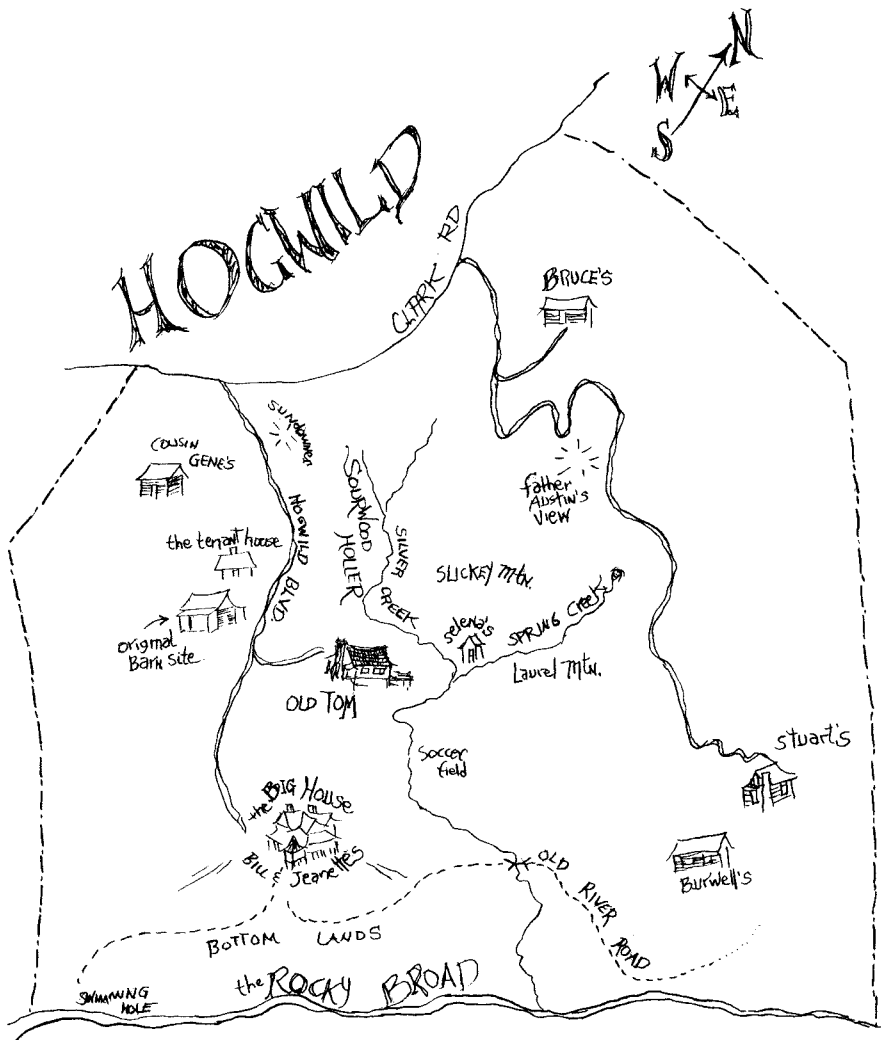 N
W
E
S
HOGWILD
CLARK RD
BRUCE'S
SUNDOWNER
COUSIN
GENE'S
the tenant house
HOGWILD BLVD.
SOURWOOD
HOLLER
SILVER
CREEK
father
AUSTIN'S
VIEW
SLICKEY Mtn.
selena's
SPRING Creek
Laurel Mtn.
original
Barn site
OLD TOM
Soccer
field
Stuart's
the BIG HOUSE
BILL &
Jeanette's
Burwell's
OLD
RIVER
ROAD
BOTTOM LANDS
the ROCKY BROAD
SWIMMING
HOLE